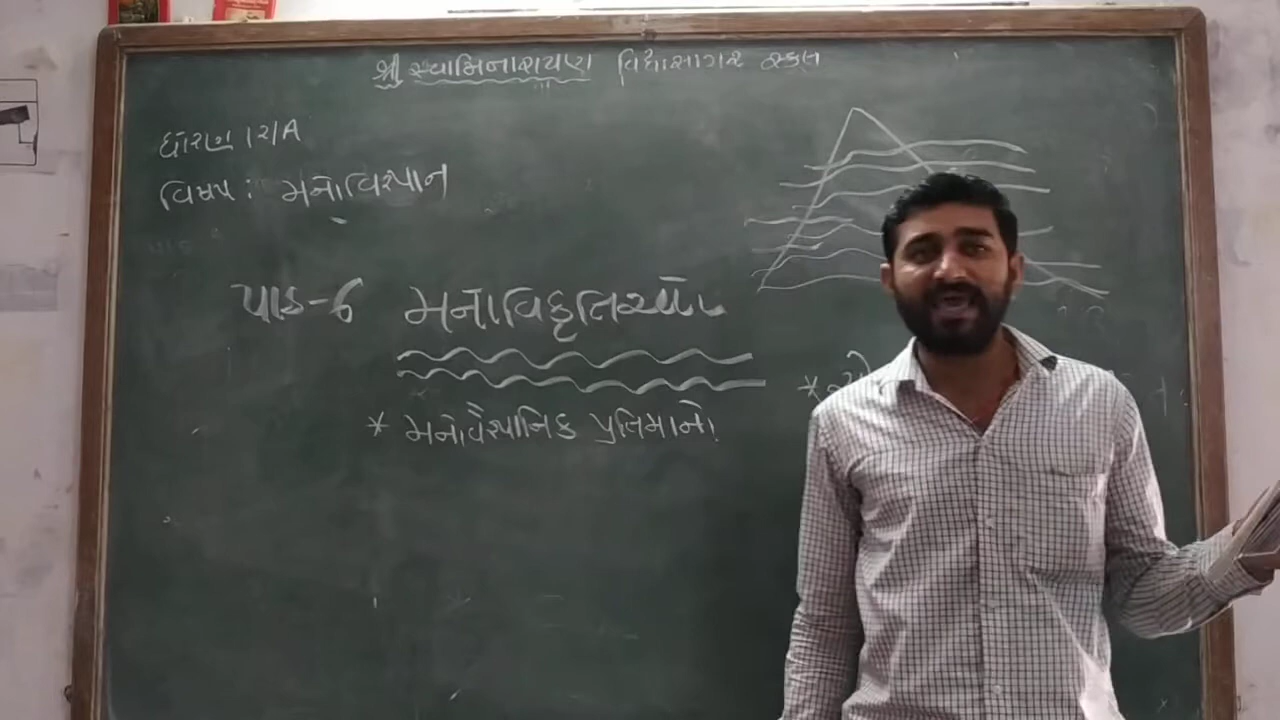 શ્રી સ્વામિનારાયણ વિદ્યાસાગર સ્કુલ
ધોરણ 12/A
વિષય : મનોવિજ્ઞાન
પાઠ-6 મનોવિકૃતિઓ
* મનોવૈજ્ઞાનિક પ્રતિમાનો